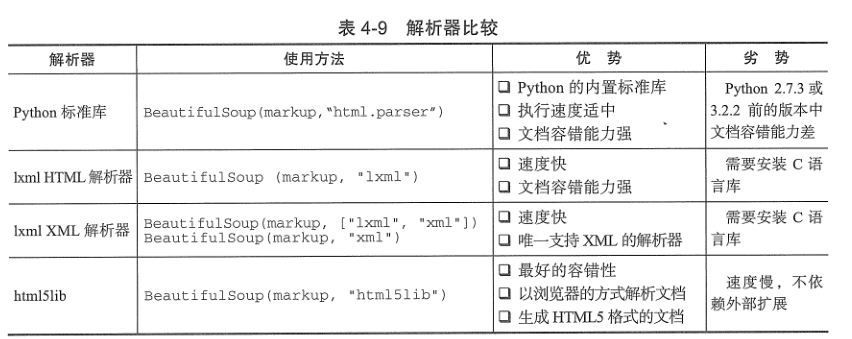 表 4-9 解析器比较
解析器 使用方法 优 势 劣 势
Python 标准库 BeautifulSoup(markup,"html.parser")
❑ Python 的内置标准库
❑ 执行速度适中
❑ 文档容错能力强
Python 2.7.3 或
3.2.2 前的版本中
文档容错能力差
lxml HTML 解析器 BeautifulSoup (markup, "lxml")
❑ 速度快
❑ 文档容错能力强
需要安装 C 语
言库
lxml XML 解析器
BeautifulSoup(markup, ["lxml", "xml"])
BeautifulSoup(markup, "xml")
❑ 速度快
❑ 唯一支持 XML 的解析器
需要安装 C 语
言库
html5lib BeautifulSoup(markup, "html5lib")
❑ 最好的容错性
❑ 以浏览器的方式解析文档
❑ 生成 HTML5 格式的文档
速度慢，不依
赖外部扩展